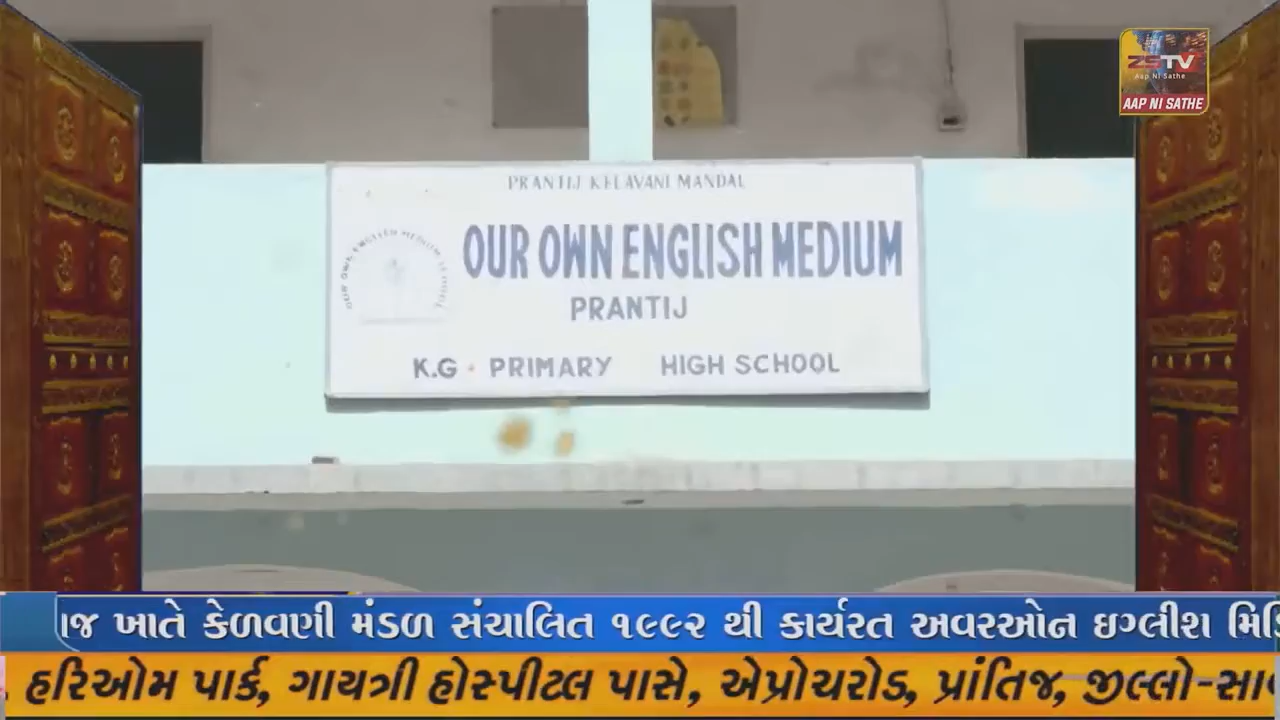 ZSTV
Aap Ni Sathe
AAP NI SATHE
PRANTIJ KELAVANI MANDAL
OUR OWN ENGLISH MEDIUM
PRANTIJ
K.G - PRIMARY HIGH SCHOOL
ખાતે કેળવણી મંડળ સંચાલિત ૧૯૯૨ થી કાર્યરત અવરઓન ઇગ્લીશ
હરિઓમ પાર્ક, ગાયત્રી હોસ્પીટલ પાસે, એપ્રોચરોડ, પ્રાંતિજ, જીલ્લો-સા